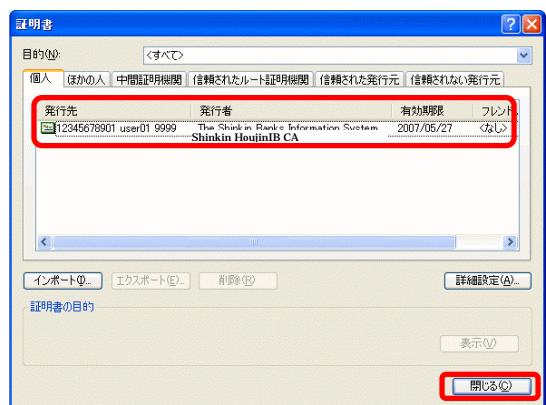 証明書
目的(N): <すべて>
個人 ほかの人 中間証明機関 信頼されたルート証明機関 信頼された発行元 信頼されない発行元
発行先 発行者 有効期限 フレンド
12345678901 user01 9999 The Shinkin Banks Information System 2007/05/27 <なし>
Shinkin HoujinIB CA
インポート(I)... エクスポート(E)... 削除(R) 詳細設定(A)...
証明書の目的
表示(V)
閉じる(C)